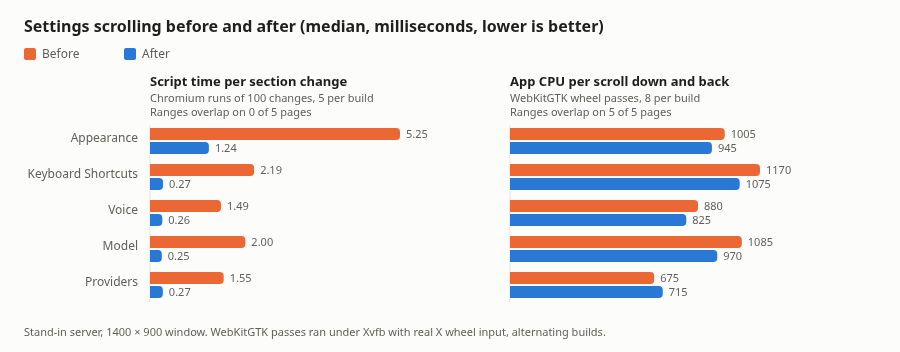 Settings scrolling before and after (median, milliseconds, lower is better)
Before After
Script time per section change
Chromium runs of 100 changes, 5 per build
Ranges overlap on 0 of 5 pages
Appearance 5.25
1.24
Keyboard Shortcuts 2.19
0.27
Voice 1.49
0.26
Model 2.00
0.25
Providers 1.55
0.27
App CPU per scroll down and back
WebKitGTK wheel passes, 8 per build
Ranges overlap on 5 of 5 pages
1005
945
1170
1075
880
825
1085
970
675
715
Stand-in server, 1400 × 900 window. WebKitGTK passes ran under Xvfb with real X wheel input, alternating builds.